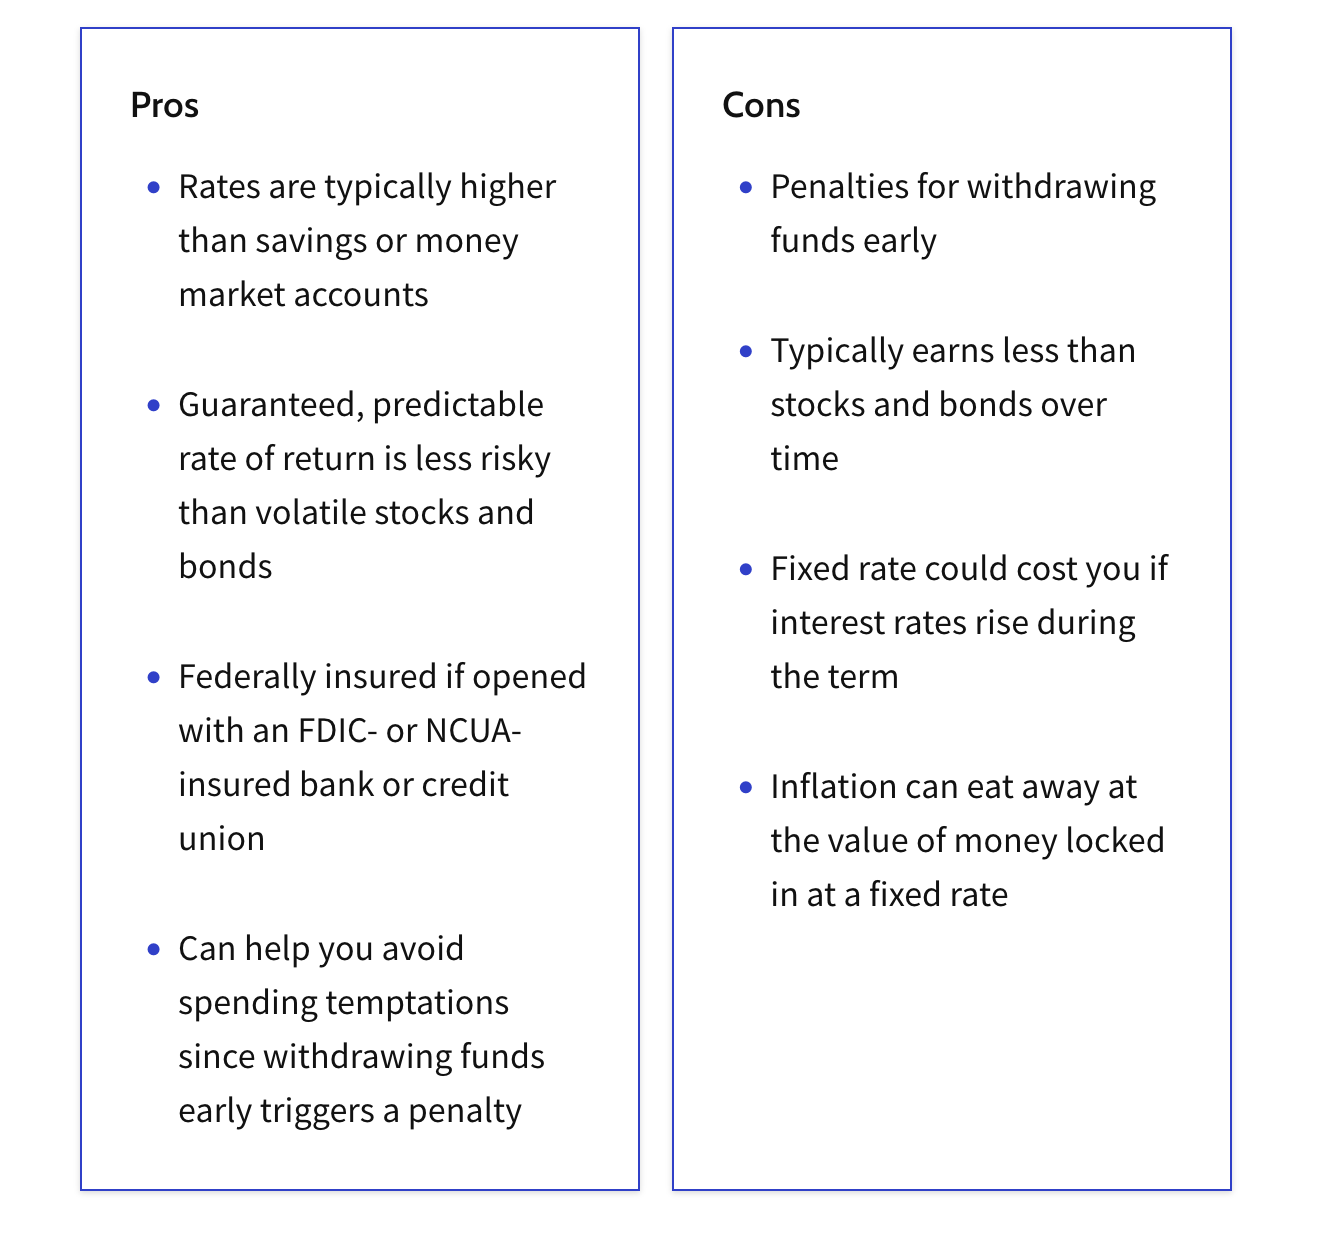 Pros
Rates are typically higher
than savings or money
market accounts
Guaranteed, predictable
rate of return is less risky
than volatile stocks and
bonds
Federally insured if opened
with an FDIC- or NCUA-
insured bank or credit
union
Can help you avoid
spending temptations
since withdrawing funds
early triggers a penalty
Cons
Penalties for withdrawing
funds early
Typically earns less than
stocks and bonds over
time
Fixed rate could cost you if
interest rates rise during
the term
Inflation can eat away at
the value of money locked
in at a fixed rate